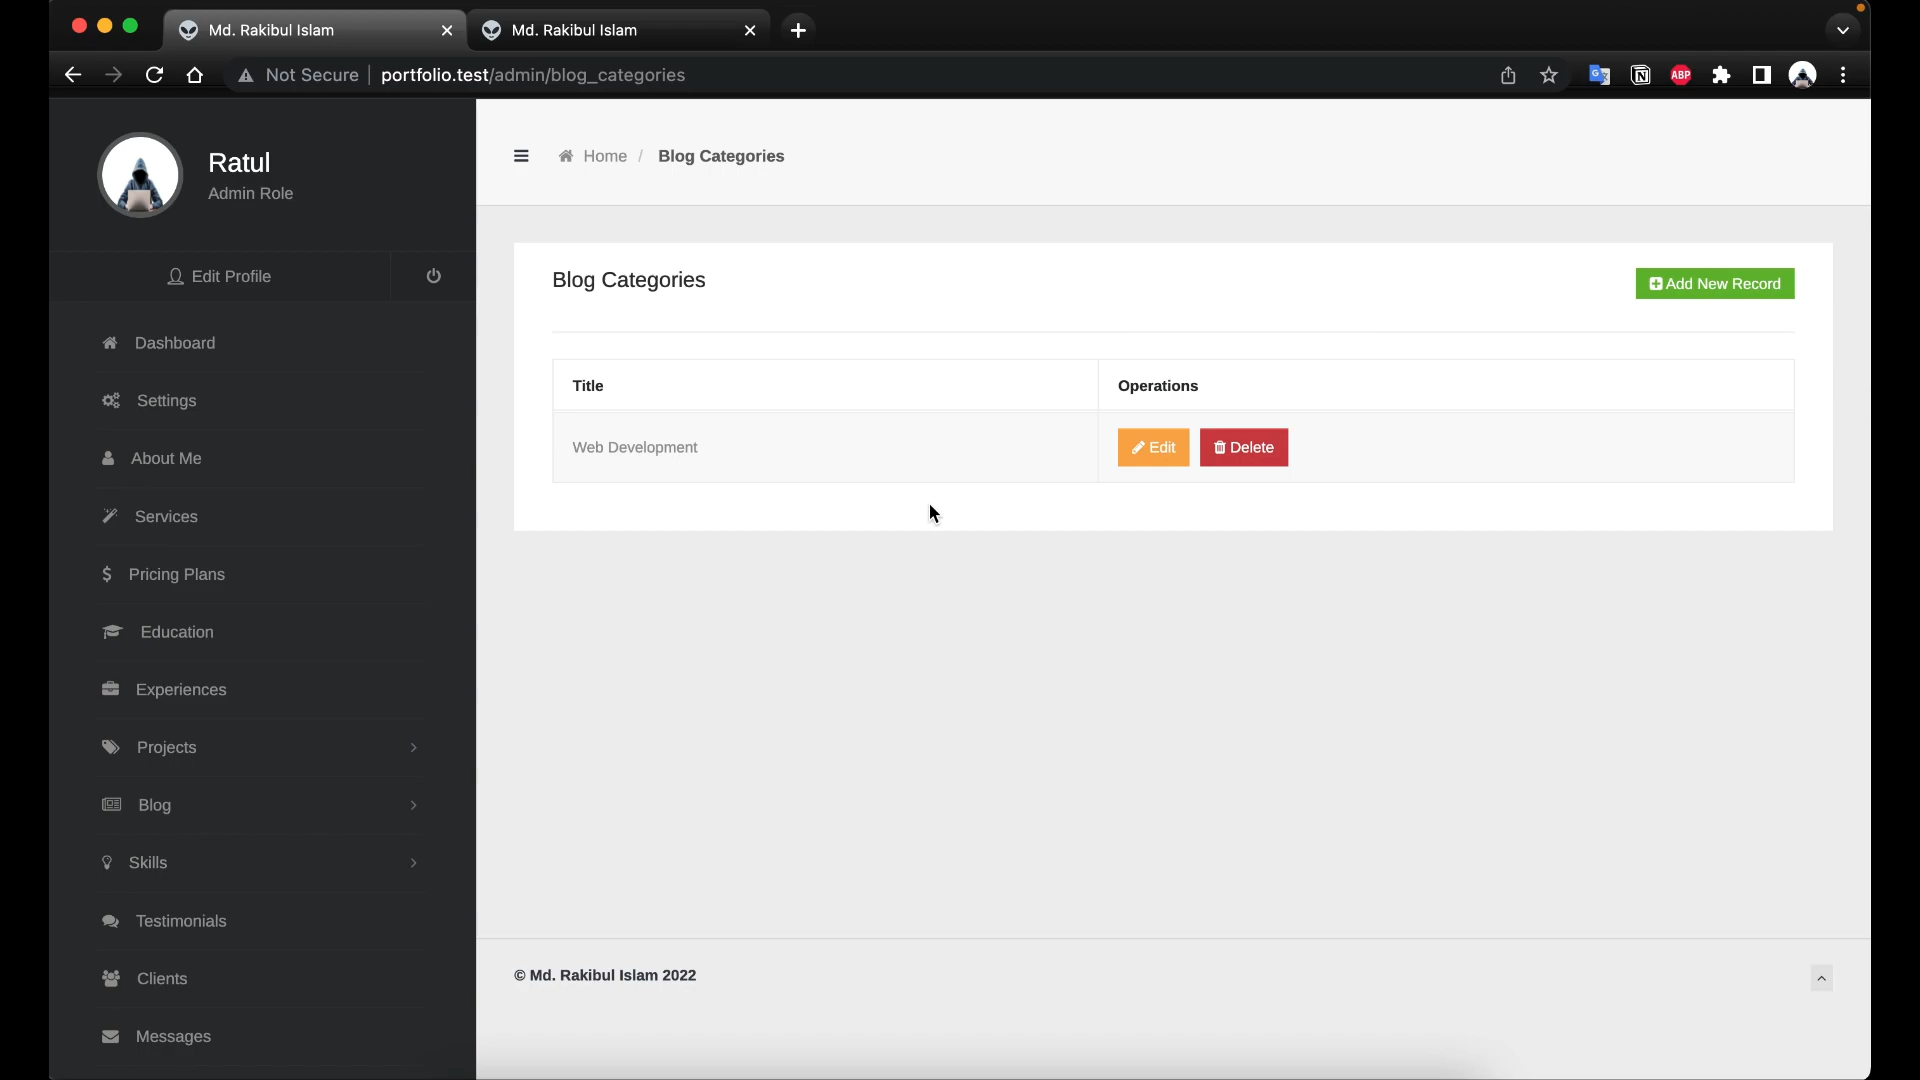 Md. Rakibul Islam
Md. Rakibul Islam
Not Secure
portfolio.test/admin/blog_categories
ABP
Ratul
Admin Role
Edit Profile
Dashboard
Settings
About Me
Services
Pricing Plans
Education
Experiences
Projects
Blog
Skills
Testimonials
Clients
Messages
Home / Blog Categories
Blog Categories
Add New Record
Title Operations
Web Development Edit Delete
© Md. Rakibul Islam 2022